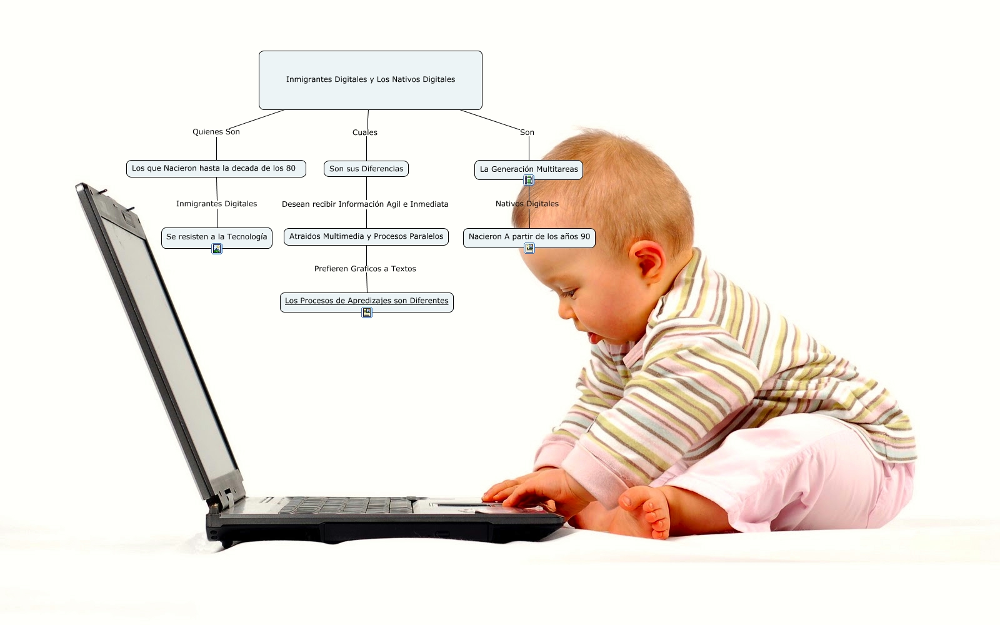 Inmigrantes Digitales y Los Nativos Digitales
Quienes Son
Cuales
Son
Los que Nacieron hasta la decada de los 80
Son sus Diferencias
La Generación Multitareas
Inmigrantes Digitales
Desean recibir Información Agil e Inmediata
Nativos Digitales
Se resisten a la Tecnología
Atraidos Multimedia y Procesos Paralelos
Nacieron A partir de los años 90
Prefieren Graficos a Textos
Los Procesos de Apredizajes son Diferentes